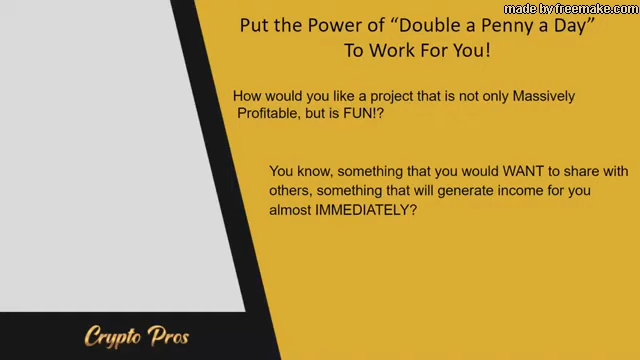 made by freemake.com
Put the Power of “Double a Penny a Day”
To Work For You!
How would you like a project that is not only Massively
Profitable, but is FUN!?
You know, something that you would WANT to share with
others, something that will generate income for you
almost IMMEDIATELY?
Crypto Pros